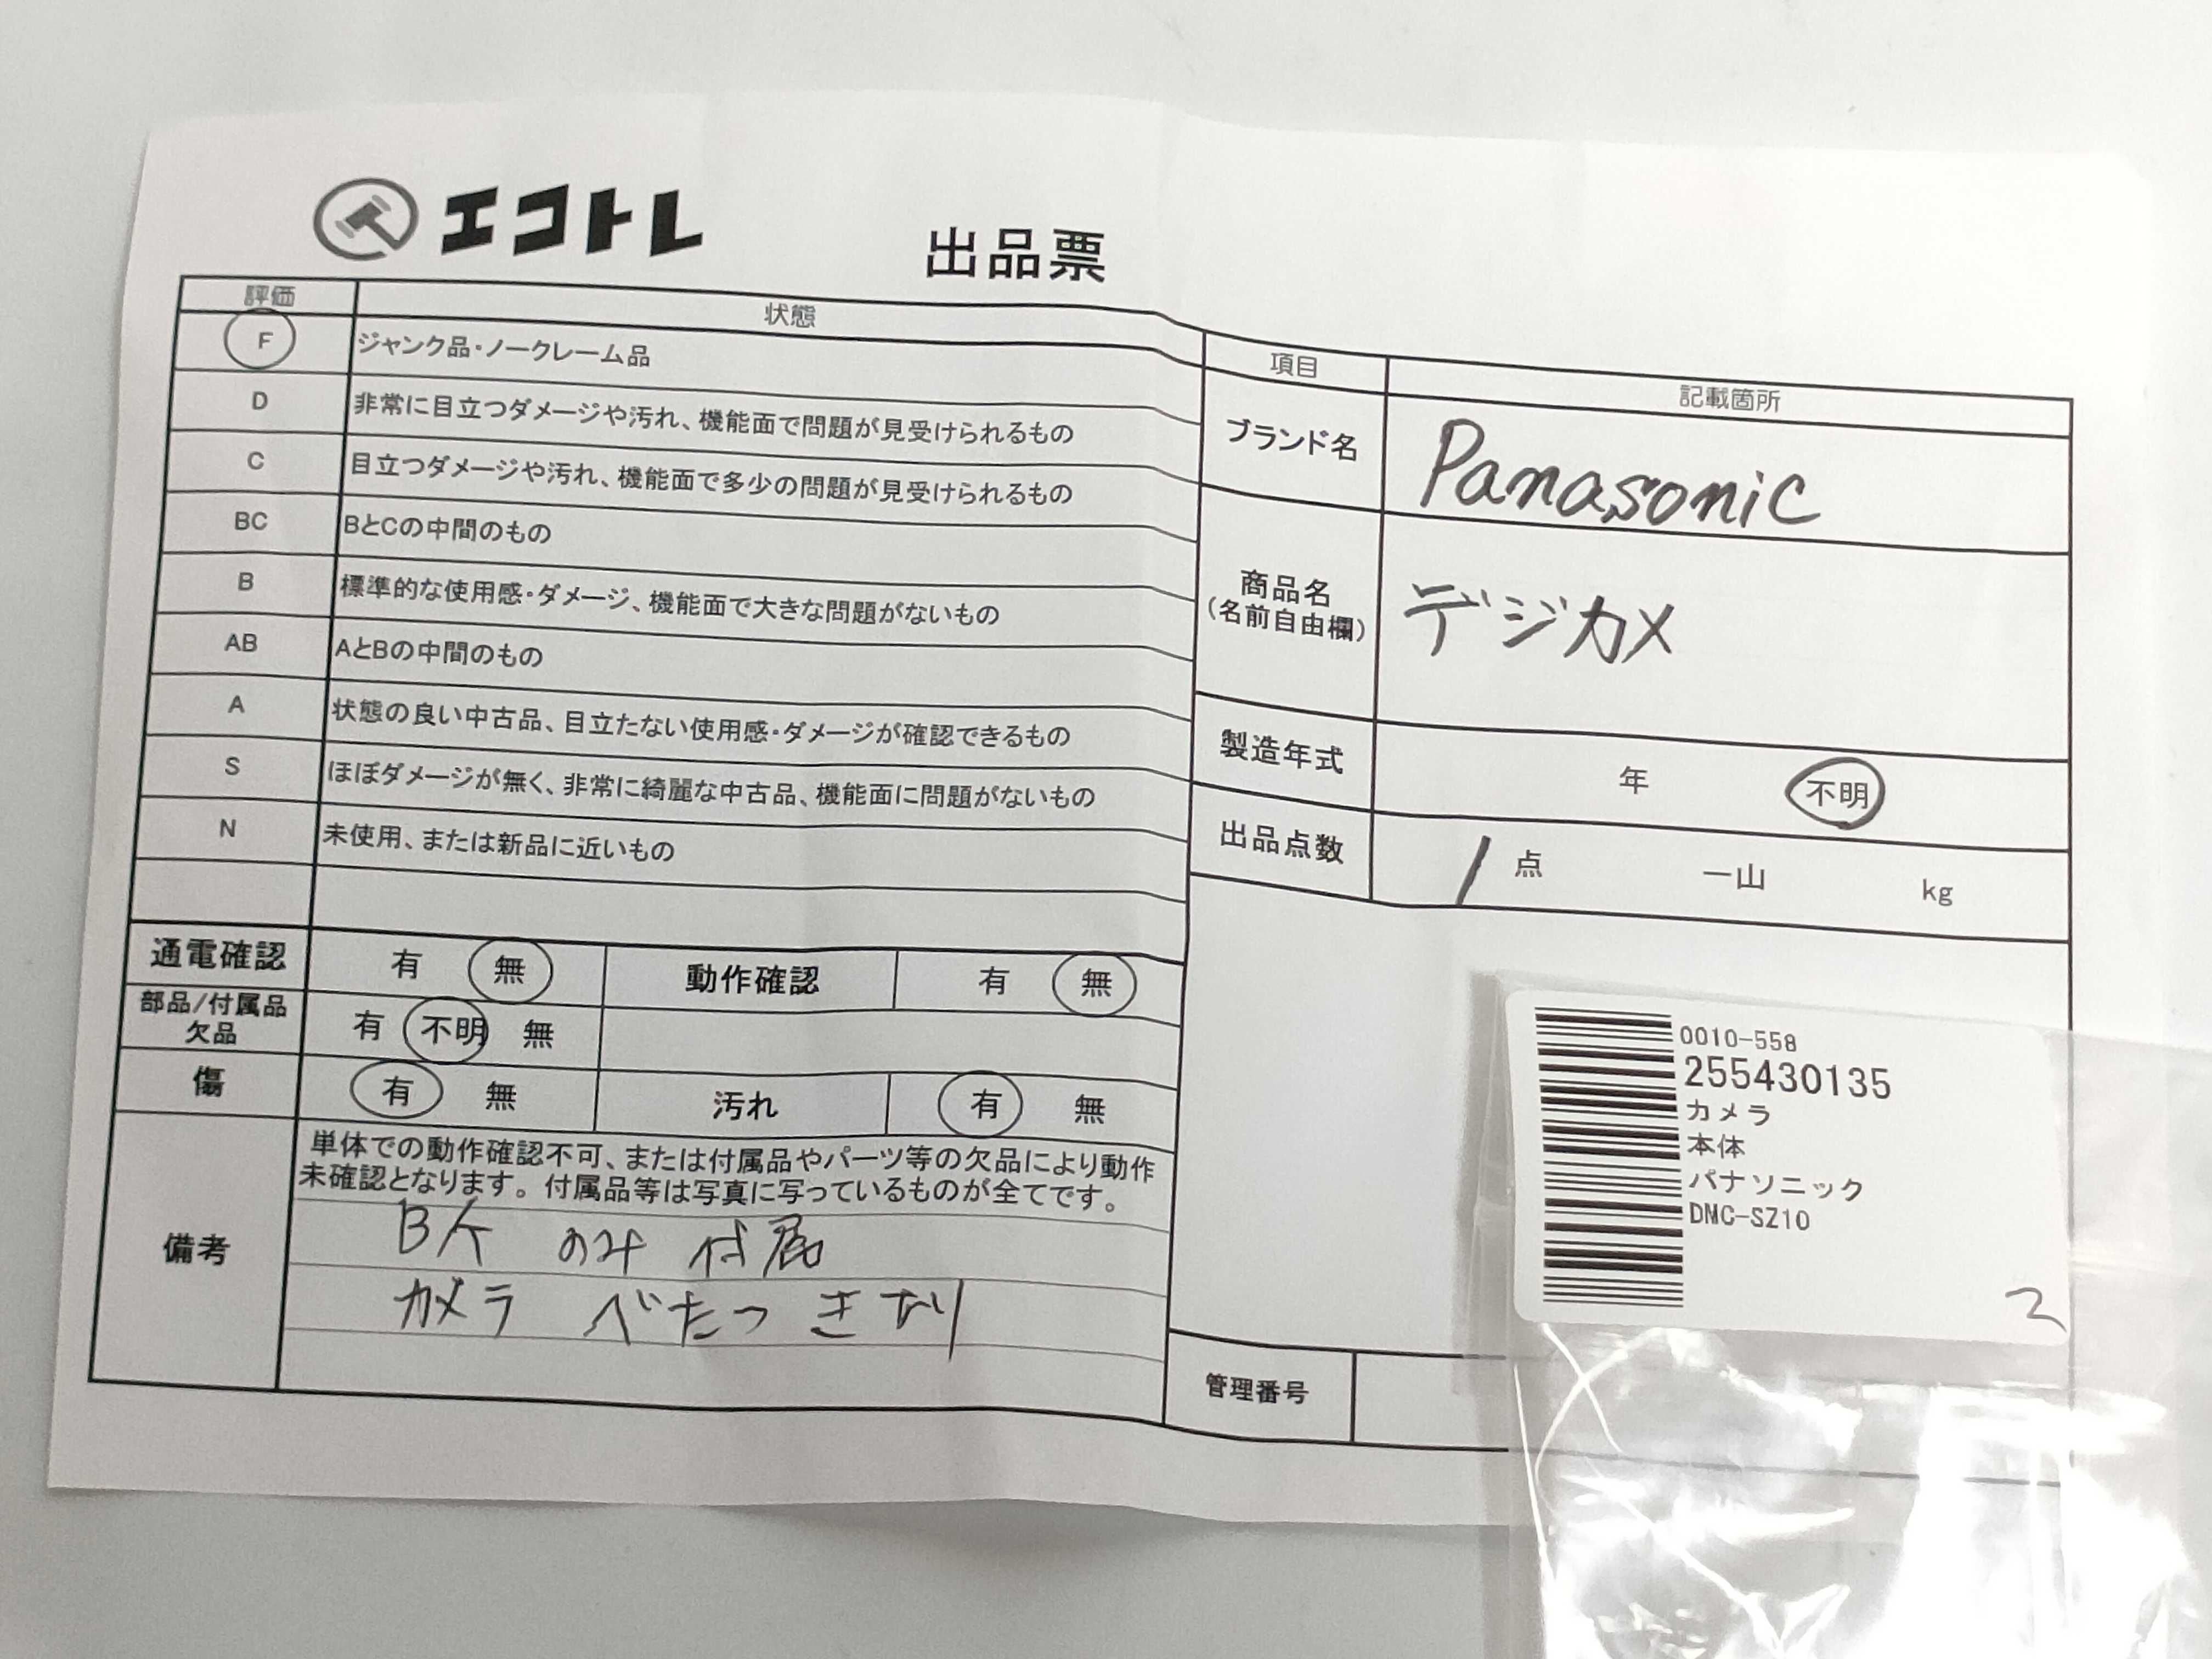 エコトレ
出品票
評価 状態
F ジャンク品・ノークレーム品
D 非常に目立つダメージや汚れ、機能面で問題が見受けられるもの
C 目立つダメージや汚れ、機能面で多少の問題が見受けられるもの
BC BとCの中間のもの
B 標準的な使用感・ダメージ、機能面で大きな問題がないもの
AB AとBの中間のもの
A 状態の良い中古品、目立たない使用感・ダメージが確認できるもの
S ほぼダメージが無く、非常に綺麗な中古品、機能面に問題がないもの
N 未使用、または新品に近いもの
通電確認 有 無 動作確認 有 無
部品/付属品
欠品 有 不明 無
傷 有 無 汚れ 有 無
備考
単体での動作確認不可、または付属品やパーツ等の欠品により動作
未確認となります。付属品等は写真に写っているものが全てです。
のみ 付属
カメラ べたつきあり
項目 記載箇所
ブランド名 Panasonic
商品名
(名前自由欄) デジカメ
製造年式 年 不明
出品点数 1 点 一山 kg
0010-558
255430135
カメラ
本体
パナソニック
DMC-SZ10
管理番号